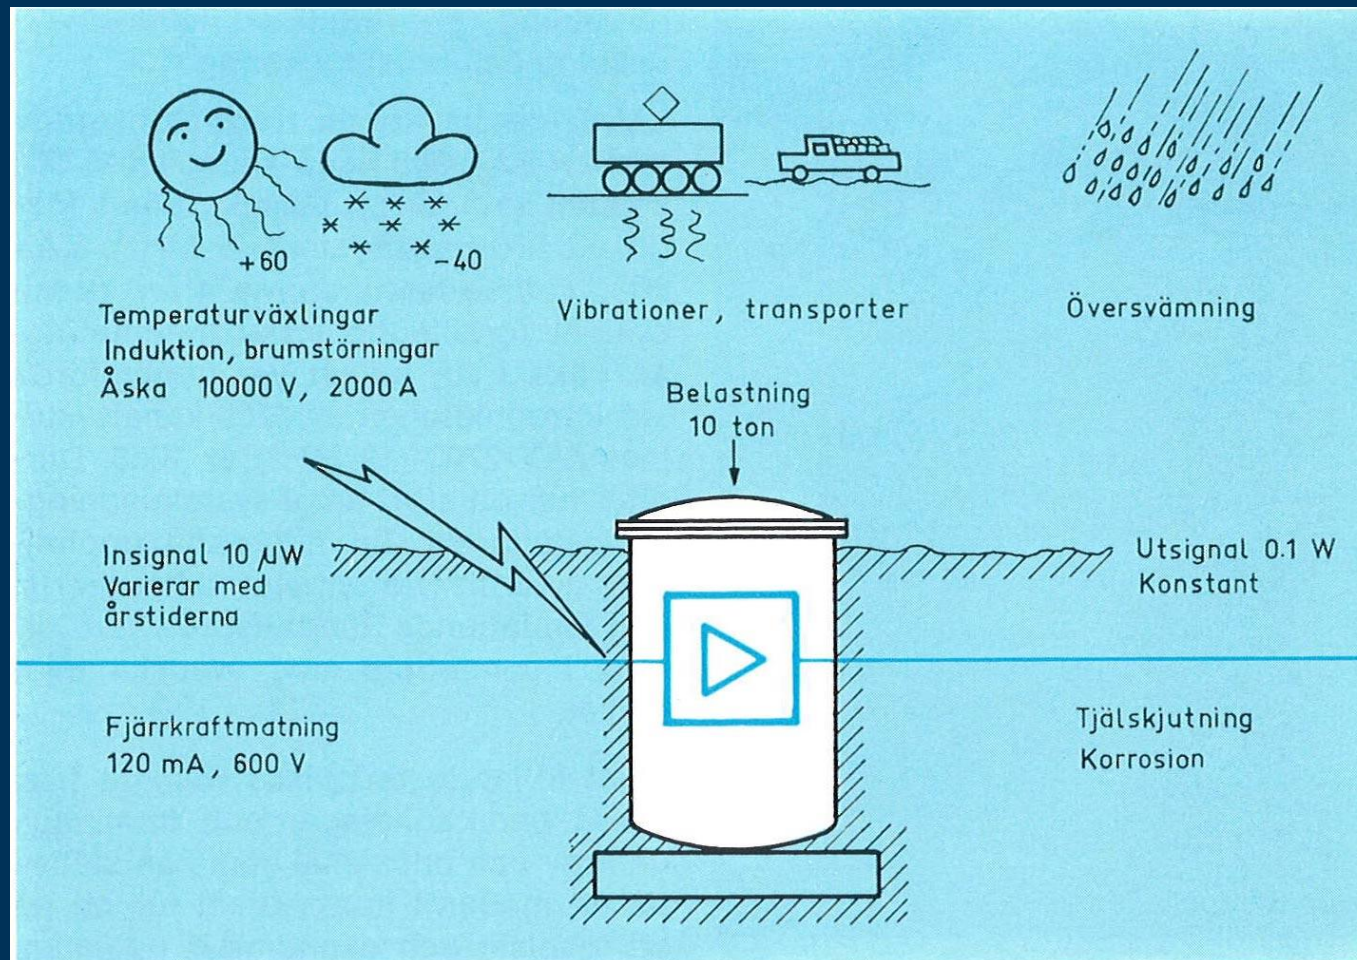 +60
-40
Temperaturväxlingar
Induktion, brumstörningar
Åska 10000 V, 2000 A
Vibrationer, transporter
Översvämning
Belastning
10 ton
Insignal 10 µW
Varierar med
årstiderna
Utsignal 0.1 W
Konstant
Fjärrkraftmatning
120 mA, 600 V
Tjälskjutning
Korrosion